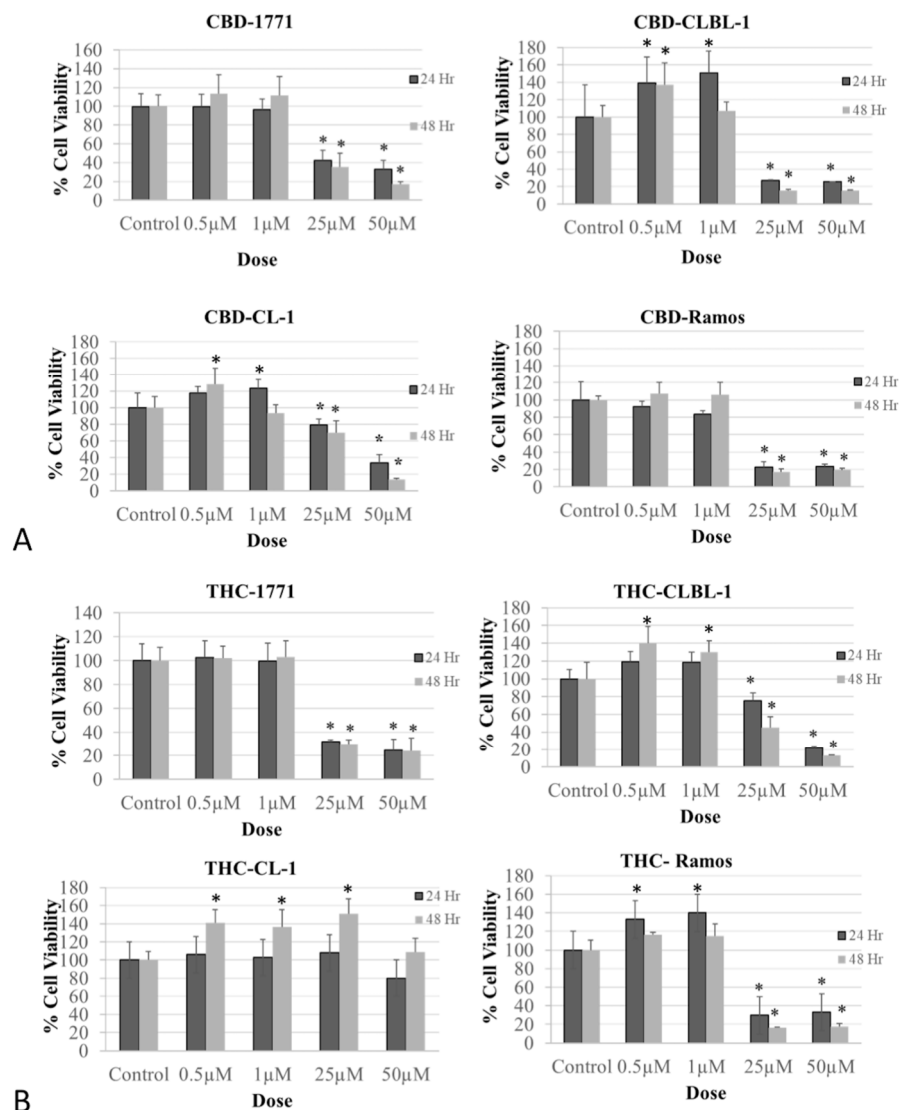 CBD-1771
160
140
120
100
80
60
40
20
0
% Cell Viability
* * * *
24 Hr
48 Hr
Control 0.5µM 1µM 25µM 50µM
Dose
CBD-CLBL-1
180
160
140
120
100
80
60
40
20
0
% Cell Viability
* * * * * * *
24 Hr
48 Hr
Control 0.5µM 1µM 25µM 50µM
Dose
CBD-CL-1
180
160
140
120
100
80
60
40
20
0
% Cell Viability
* * * * * *
24 Hr
48 Hr
Control 0.5µM 1µM 25µM 50µM
Dose
CBD-Ramos
180
160
140
120
100
80
60
40
20
0
% Cell Viability
* * * *
24 Hr
48 Hr
Control 0.5µM 1µM 25µM 50µM
Dose
A
THC-1771
140
120
100
80
60
40
20
0
% Cell Viability
* * * *
24 Hr
48 Hr
Control 0.5µM 1µM 25µM 50µM
Dose
THC-CLBL-1
180
160
140
120
100
80
60
40
20
0
% Cell Viability
* * * * * *
24 Hr
48 Hr
Control 0.5µM 1µM 25µM 50µM
Dose
THC-CL-1
180
160
140
120
100
80
60
40
20
0
% Cell Viability
* * *
24 Hr
48 Hr
Control 0.5µM 1µM 25µM 50µM
Dose
THC- Ramos
180
160
140
120
100
80
60
40
20
0
% Cell Viability
* * * * * *
24 Hr
48 Hr
Control 0.5µM 1µM 25µM 50µM
Dose
B